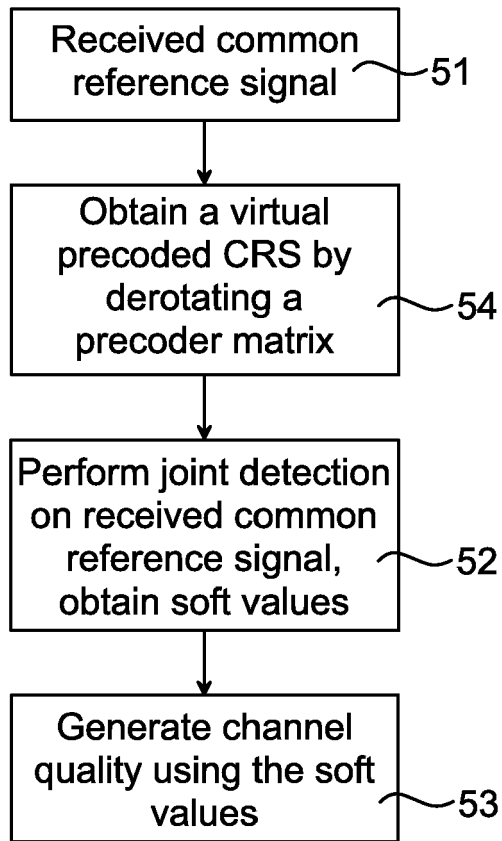 Received common
reference signal
51
Obtain a virtual
precoded CRS by
derotating a
precoder matrix
54
Perform joint detection
on received common
reference signal,
obtain soft values
52
Generate channel
quality using the soft
values
53